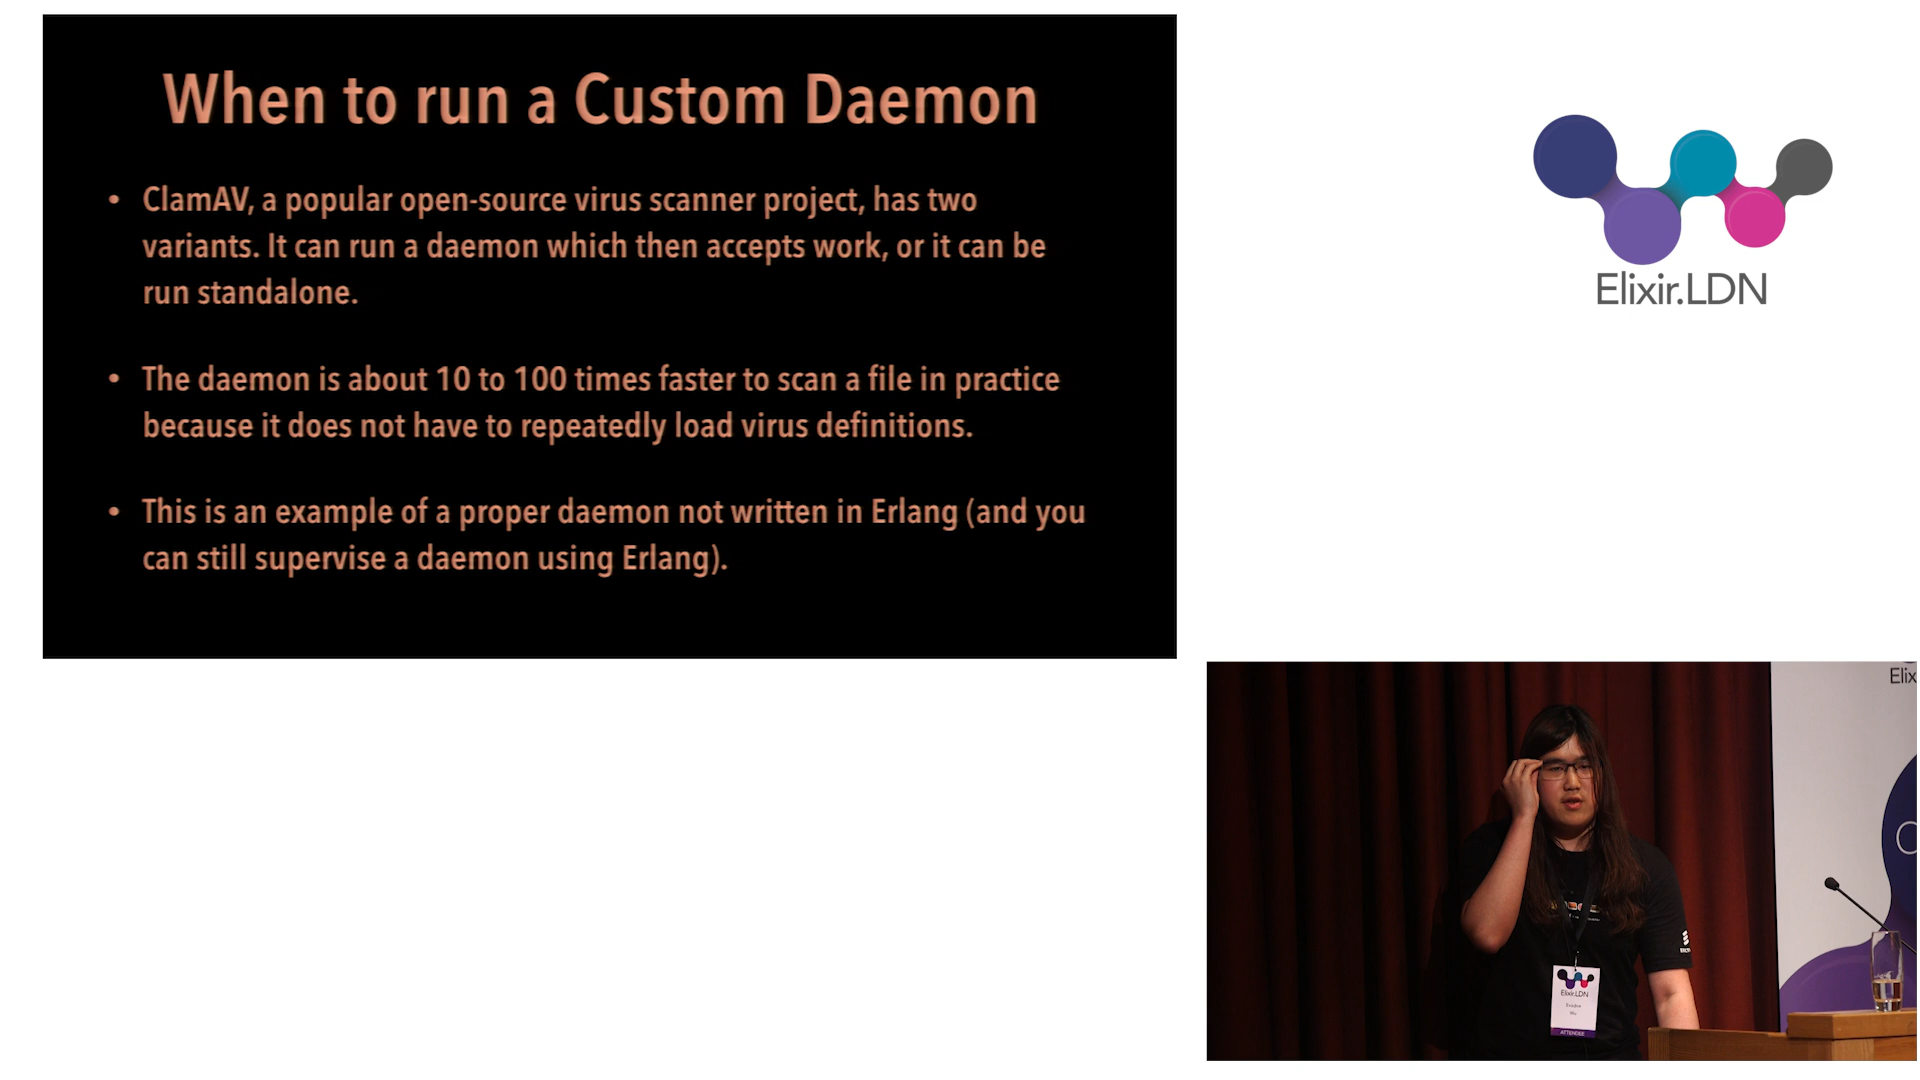 When to run a Custom Daemon
• ClamAV, a popular open-source virus scanner project, has two
variants. It can run a daemon which then accepts work, or it can be
run standalone.
• The daemon is about 10 to 100 times faster to scan a file in practice
because it does not have to repeatedly load virus definitions.
• This is an example of a proper daemon not written in Erlang (and you
can still supervise a daemon using Erlang).
Elixir.LDN
Elix
Elixir.LDN
ATTENDEE